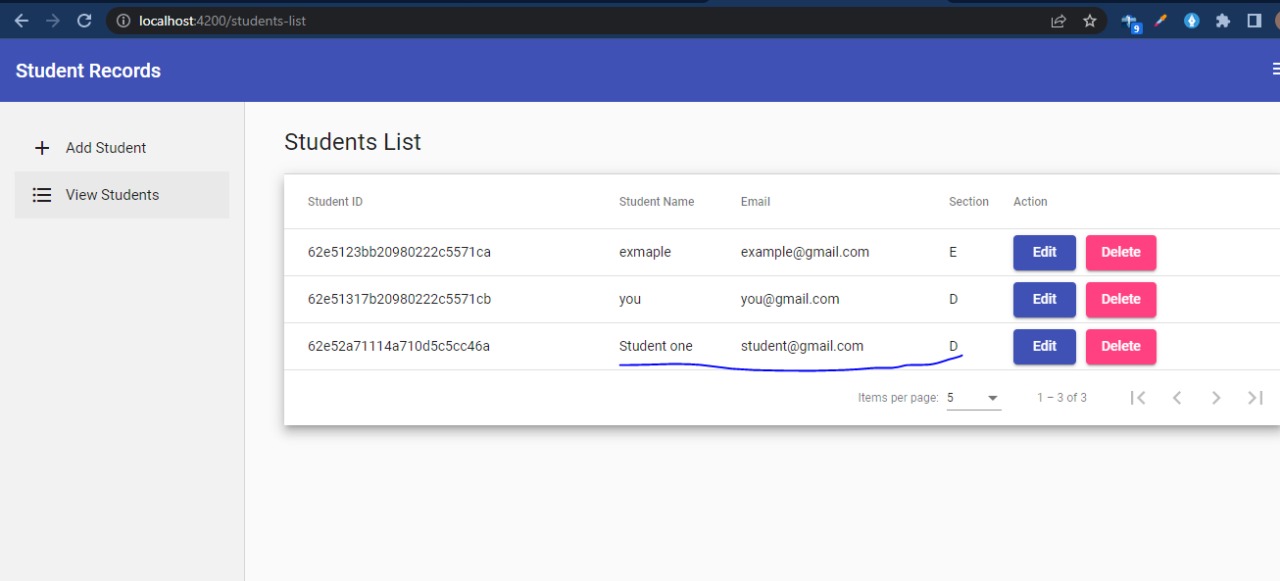 localhost:4200/students-list
9
Student Records
Add Student
View Students
Students List
Student ID Student Name Email Section Action
62e5123bb20980222c5571ca exmaple example@gmail.com E Edit Delete
62e51317b20980222c5571cb you you@gmail.com D Edit Delete
62e52a71114a710d5c5cc46a Student one student@gmail.com D Edit Delete
Items per page: 5 1 – 3 of 3